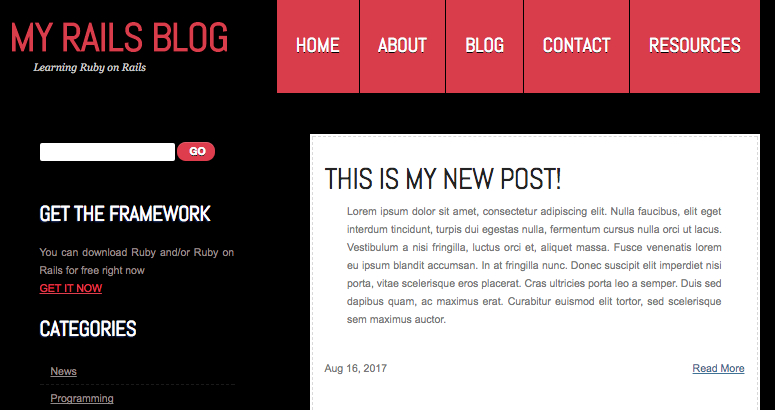 MY RAILS BLOG
Learning Ruby on Rails
HOME
ABOUT
BLOG
CONTACT
RESOURCES
GO
GET THE FRAMEWORK
You can download Ruby and/or Ruby on
Rails for free right now
GET IT NOW
CATEGORIES
News
Programming
THIS IS MY NEW POST!
Lorem ipsum dolor sit amet, consectetur adipiscing elit. Nulla faucibus, elit eget
interdum tincidunt, turpis dui egestas nulla, fermentum cursus nulla orci ut lacus.
Vestibulum a nisi fringilla, luctus orci et, aliquet massa. Fusce venenatis lorem
eu ipsum blandit accumsan. In at fringilla nunc. Donec suscipit elit imperdiet nisi
porta, vitae scelerisque eros placerat. Cras ultricies porta leo a semper. Duis sed
dapibus quam, ac maximus erat. Curabitur euismod elit tortor, sed scelerisque
sem maximus auctor.
Aug 16, 2017
Read More